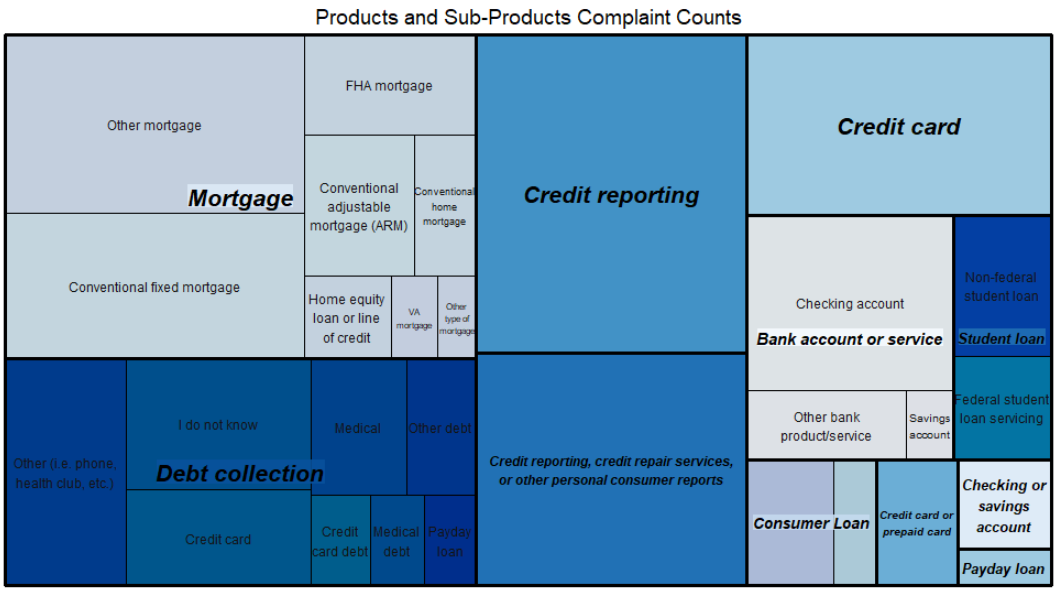 Products and Sub-Products Complaint Counts
Other mortgage
FHA mortgage
Conventional
adjustable
mortgage (ARM)
Conventional
home
mortgage
Mortgage
Conventional fixed mortgage
Home equity
loan or line
of credit
VA
mortgage
Other
type of
mortgage
Other (i.e. phone,
health club, etc.)
I do not know
Medical
Other debt
Debt collection
Credit card
Credit
card debt
Medical
debt
Payday
loan
Credit reporting
Credit reporting, credit repair services,
or other personal consumer reports
Credit card
Checking account
Bank account or service
Other bank
product/service
Savings
account
Non-federal
student loan
Student loan
Federal student
loan servicing
Consumer Loan
Credit card or
prepaid card
Checking or
savings
account
Payday loan